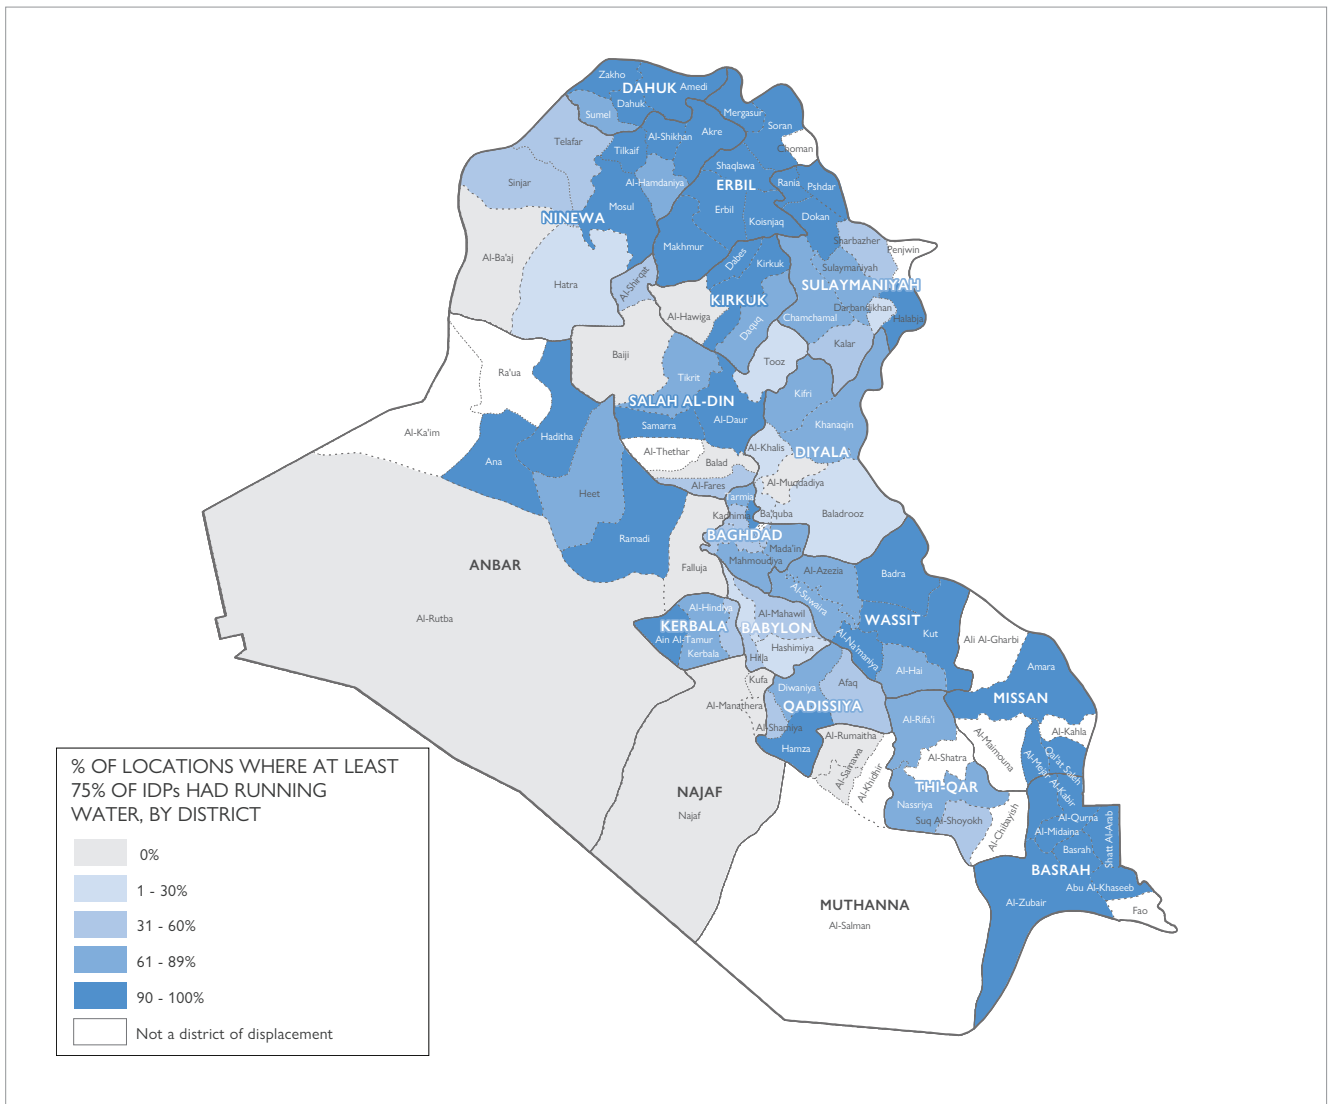 Zakho
DAHUK
Amedi
Dahuk
Sumel
Mergasur
Soran
Choman
Telafar
Tilkaif
Al-Shikhan
Akre
Sinjar
Al-Hamdaniya
Shaqlawa
ERBIL
Rania
Pshdar
Mosul
Erbil
Koisnjaq
Dokan
NINEWA
Makhmur
Sharbazher
Penjwin
Al-Ba'aj
Hatra
Al-Shirqat
Dabes
Kirkuk
Sulaymaniyah
SULAYMANIYAH
KIRKUK
Al-Hawiga
Daquq
Chamchamal
Darbandikhan
Halabja
Baiji
Tooz
Kalar
Ra'ua
Tikrit
Kifri
SALAH AL-DIN
Samarra
Al-Daur
Khanaqin
Al-Ka'im
Haditha
Al-Thethar
Al-Khalis
DIYALA
Ana
Balad
Al-Muqdadiya
Heet
Al-Fares
Tarmia
Kadhimia
Ba'quba
Baladrooz
Ramadi
BAGHDAD
Mada'in
Mahmoudiya
ANBAR
Falluja
Al-Azezia
Badra
Al-Suwaira
Al-Rutba
Al-Hindiya
KERBALA
Al-Mahawil
BABYLON
WASSIT
Ain Al-Tamur
Kerbala
Hilla
Hashimiya
Al-Na'maniya
Kut
Ali Al-Gharbi
Amara
Kufa
Diwaniya
Afaq
Al-Hai
MISSAN
Al-Manathera
QADISSIYA
Al-Shamiya
Al-Rifa'i
Al-Kahla
Hamza
Al-Rumaitha
Al-Samawa
Al-Khidhir
Al-Shatra
Al-Maimouna
Al-Mejar
Al-Kabir
Qal'at Saleh
NAJAF
Najaf
THI-QAR
Nassriya
Suq Al-Shoyokh
Al-Chibayish
Al-Qurna
Al-Midaina
Shatt Al-Arab
Basrah
BASRAH
Abu Al-Khaseeb
Al-Zubair
Fao
MUTHANNA
Al-Salman
% OF LOCATIONS WHERE AT LEAST
75% OF IDPs HAD RUNNING
WATER, BY DISTRICT
0%
1 - 30%
31 - 60%
61 - 89%
90 - 100%
Not a district of displacement